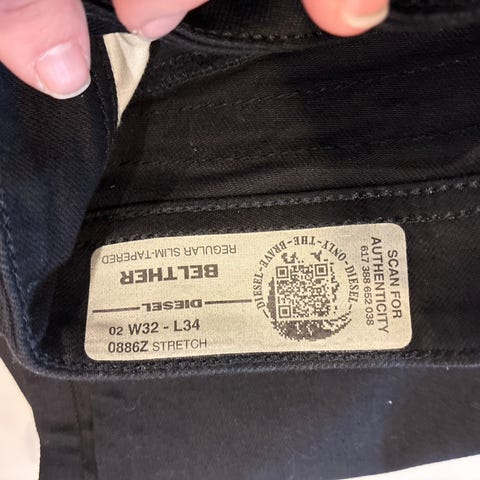 BELTHER
REGULAR SLIM-TAPERED
DIESEL
02 W32 - L34
0886Z STRETCH
DIESEL-ONLY-THE-BRAVE-DIESEL-
SCAN FOR
AUTHENTICITY
617 388 652 038